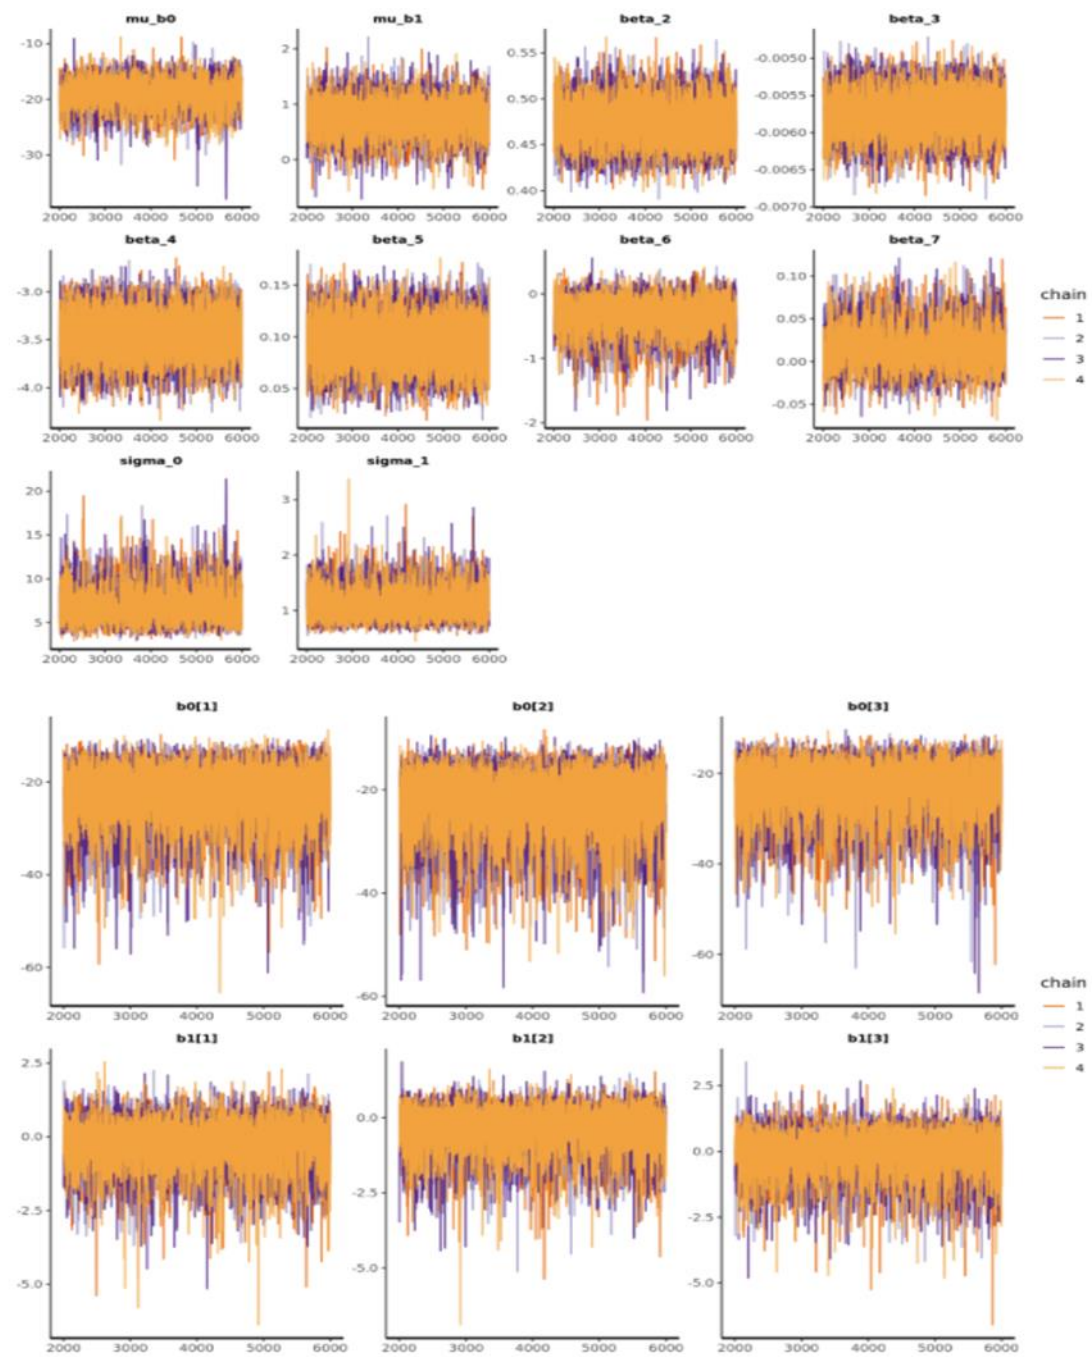 mu_b0 mu_b1 beta_2 beta_3
-10 -20 -30
2 1 0
0.55 0.50 0.45 0.40
-0.0050 -0.0055 -0.0060 -0.0065 -0.0070
2000 3000 4000 5000 6000 2000 3000 4000 5000 6000 2000 3000 4000 5000 6000 2000 3000 4000 5000 6000
beta_4 beta_5 beta_6 beta_7
-3.0 -3.5 -4.0
0.15 0.10 0.05
0 -1 -2
0.10 0.05 0.00 -0.05
2000 3000 4000 5000 6000 2000 3000 4000 5000 6000 2000 3000 4000 5000 6000 2000 3000 4000 5000 6000
chain
1
2
3
4
sigma_0 sigma_1
20 15 10 5
3 2 1
2000 3000 4000 5000 6000 2000 3000 4000 5000 6000
b0[1] b0[2] b0[3]
-20 -40 -60
-20 -40 -60
-20 -40 -60
2000 3000 4000 5000 6000 2000 3000 4000 5000 6000 2000 3000 4000 5000 6000
b1[1] b1[2] b1[3]
2.5 0.0 -2.5 -5.0
0.0 -2.5 -5.0
2.5 0.0 -2.5 -5.0
2000 3000 4000 5000 6000 2000 3000 4000 5000 6000 2000 3000 4000 5000 6000
chain
1
2
3
4